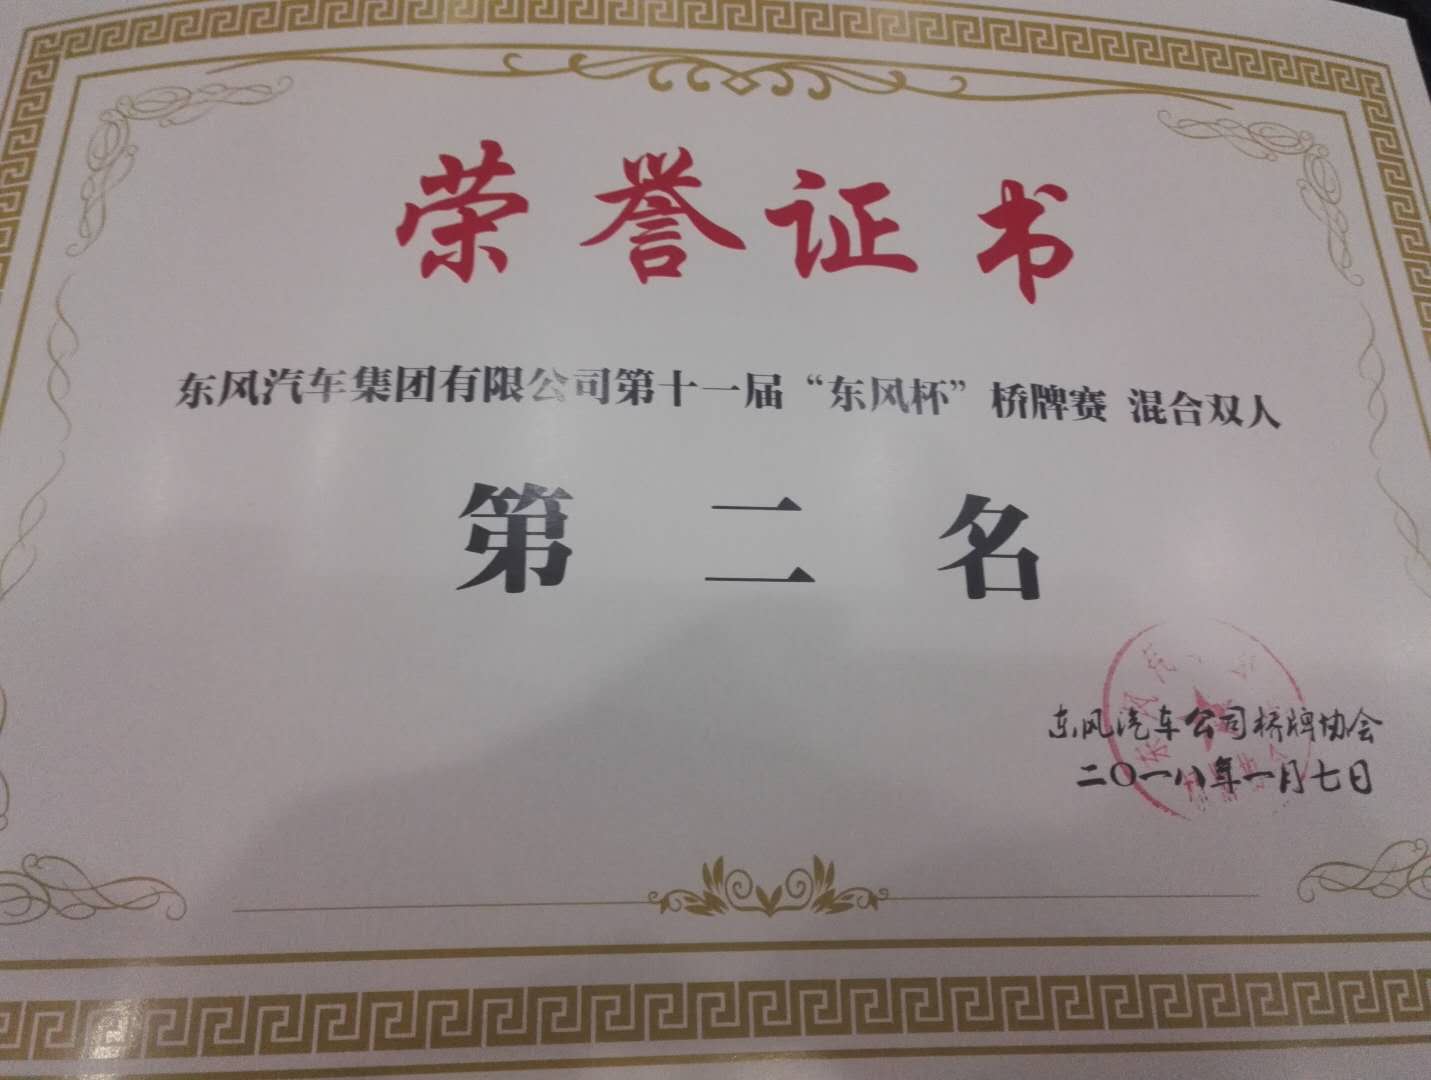 荣誉证书
东风汽车集团有限公司第十一届“东风杯”桥牌赛 混合双人
第二名
东风汽车公司桥牌协会
二〇一八年一月七日